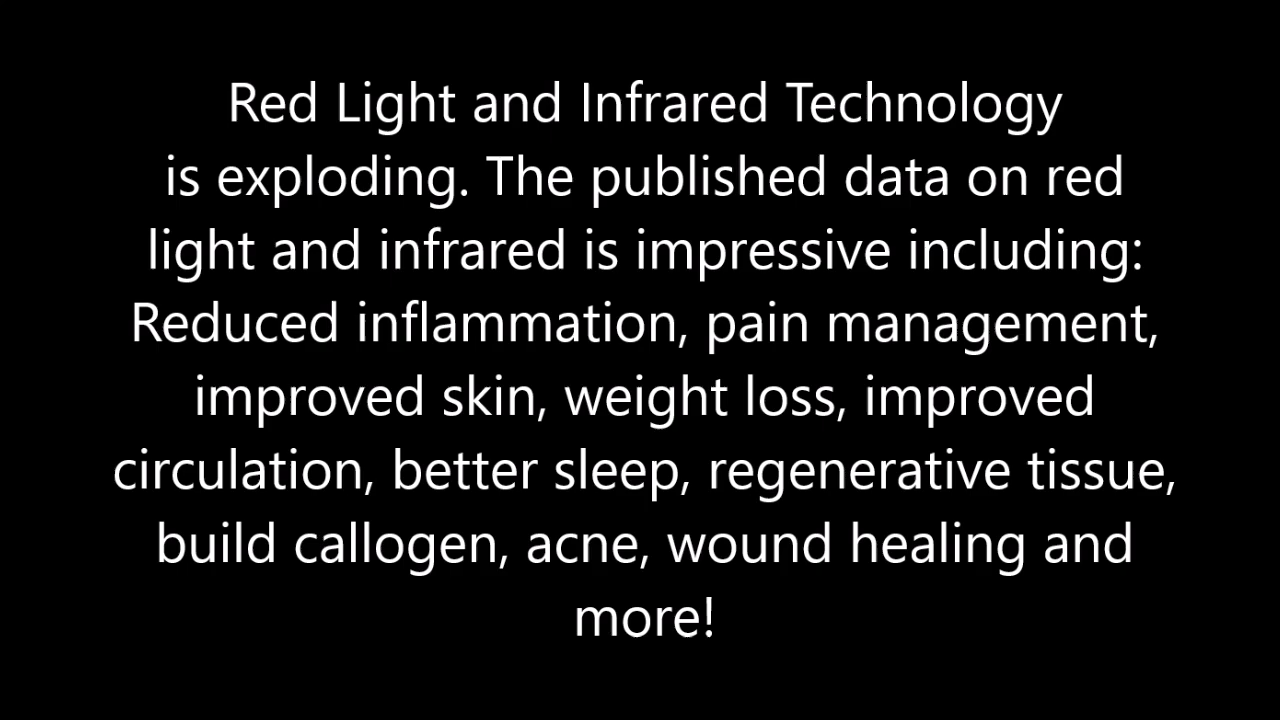 Red Light and Infrared Technology
is exploding. The published data on red
light and infrared is impressive including:
Reduced inflammation, pain management,
improved skin, weight loss, improved
circulation, better sleep, regenerative tissue,
build callogen, acne, wound healing and
more!